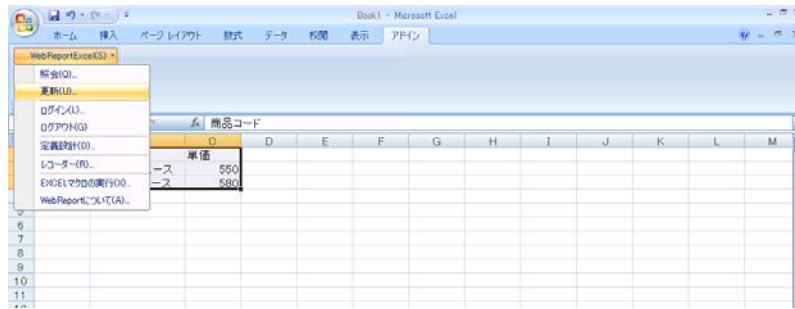 Book1 - Microsoft Excel
ホーム 挿入 ページ レイアウト 数式 データ 校閲 表示 アドイン
WebReportExcel(S)
照会(Q)...
更新(U)...
ログイン(L)...
ログアウト(G)
定義設計(D)...
レコーダー(R)...
EXCELマクロの実行(X)...
WebReportについて(A)...
fx 商品コード
C D E F G H I J K L M
単価
ース 550
ース 580
6
7
8
9
10
11